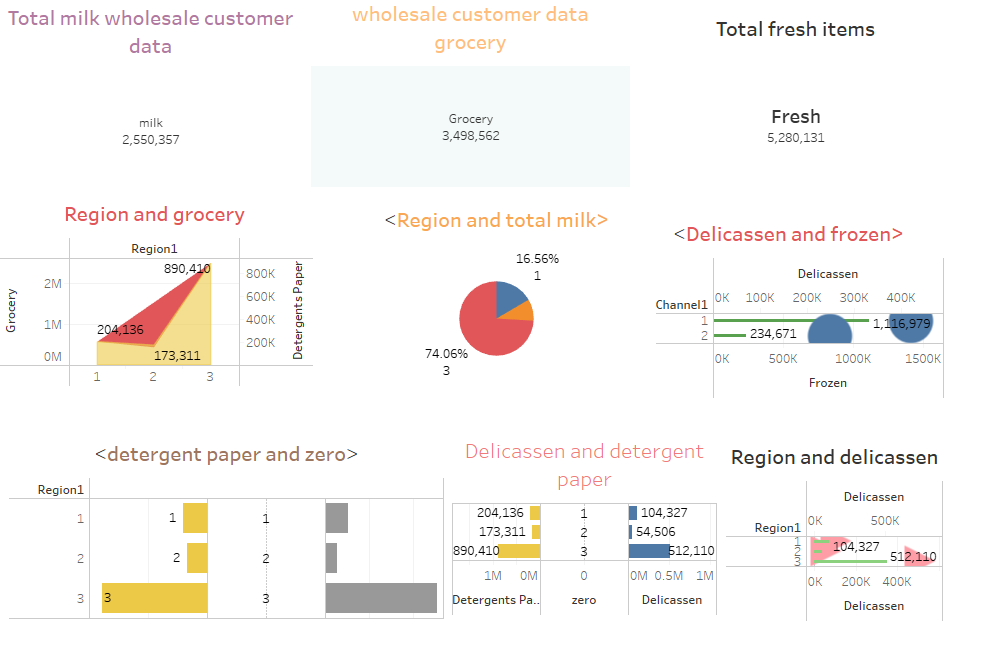 Total milk wholesale customer
data
milk
2,550,357
wholesale customer data
grocery
Grocery
3,498,562
Total fresh items
Fresh
5,280,131
Region and grocery
Region1
890,410
204,136
173,311
2M
1M
0M
Grocery
800K
600K
400K
200K
Detergents Paper
1 2 3
<Region and total milk>
16.56%
1
74.06%
3
<Delicassen and frozen>
Delicassen
0K 100K 200K 300K 400K
Channel1
1 1,116,979
2 234,671
0K 500K 1000K 1500K
Frozen
<detergent paper and zero>
Region1
1 1 1
2 2 2
3 3 3
Delicassen and detergent
paper
204,136 1 104,327
173,311 2 54,506
890,410 3 512,110
1M 0M 0 0M 0.5M 1M
Detergents Pa.. zero Delicassen
Region and delicassen
Delicassen
0K 500K
Region1
1
2 104,327
3 512,110
0K 200K 400K
Delicassen